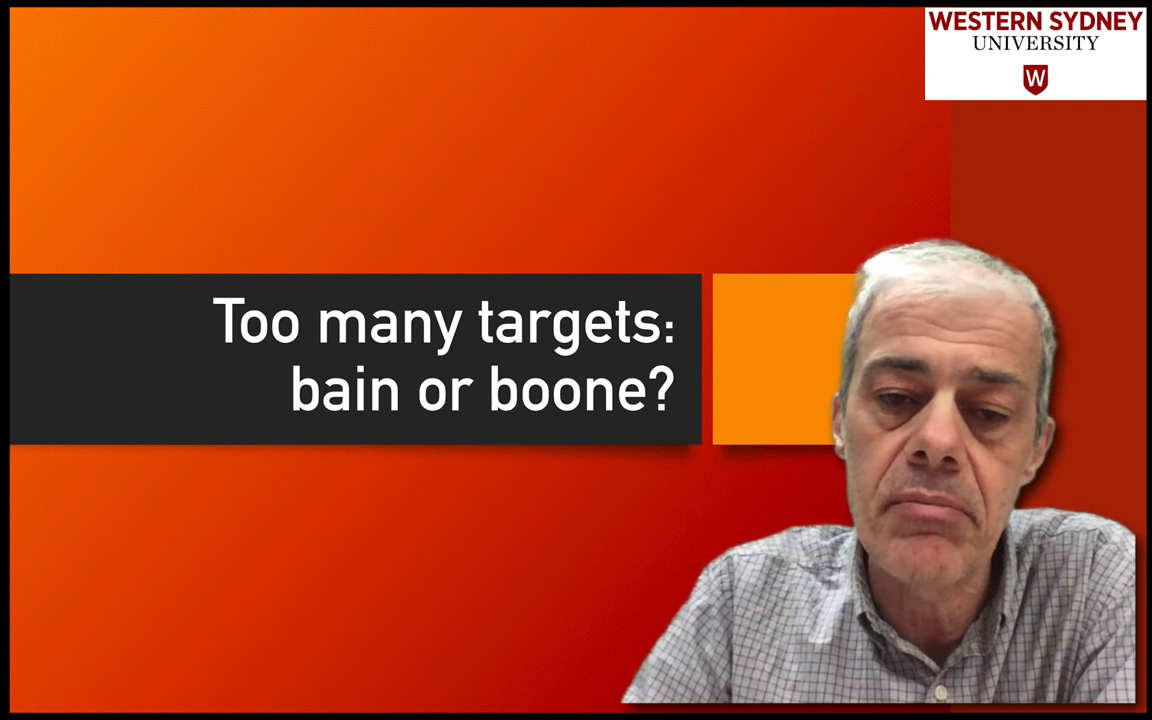 WESTERN SYDNEY
UNIVERSITY
W
Too many targets:
bain or boone?